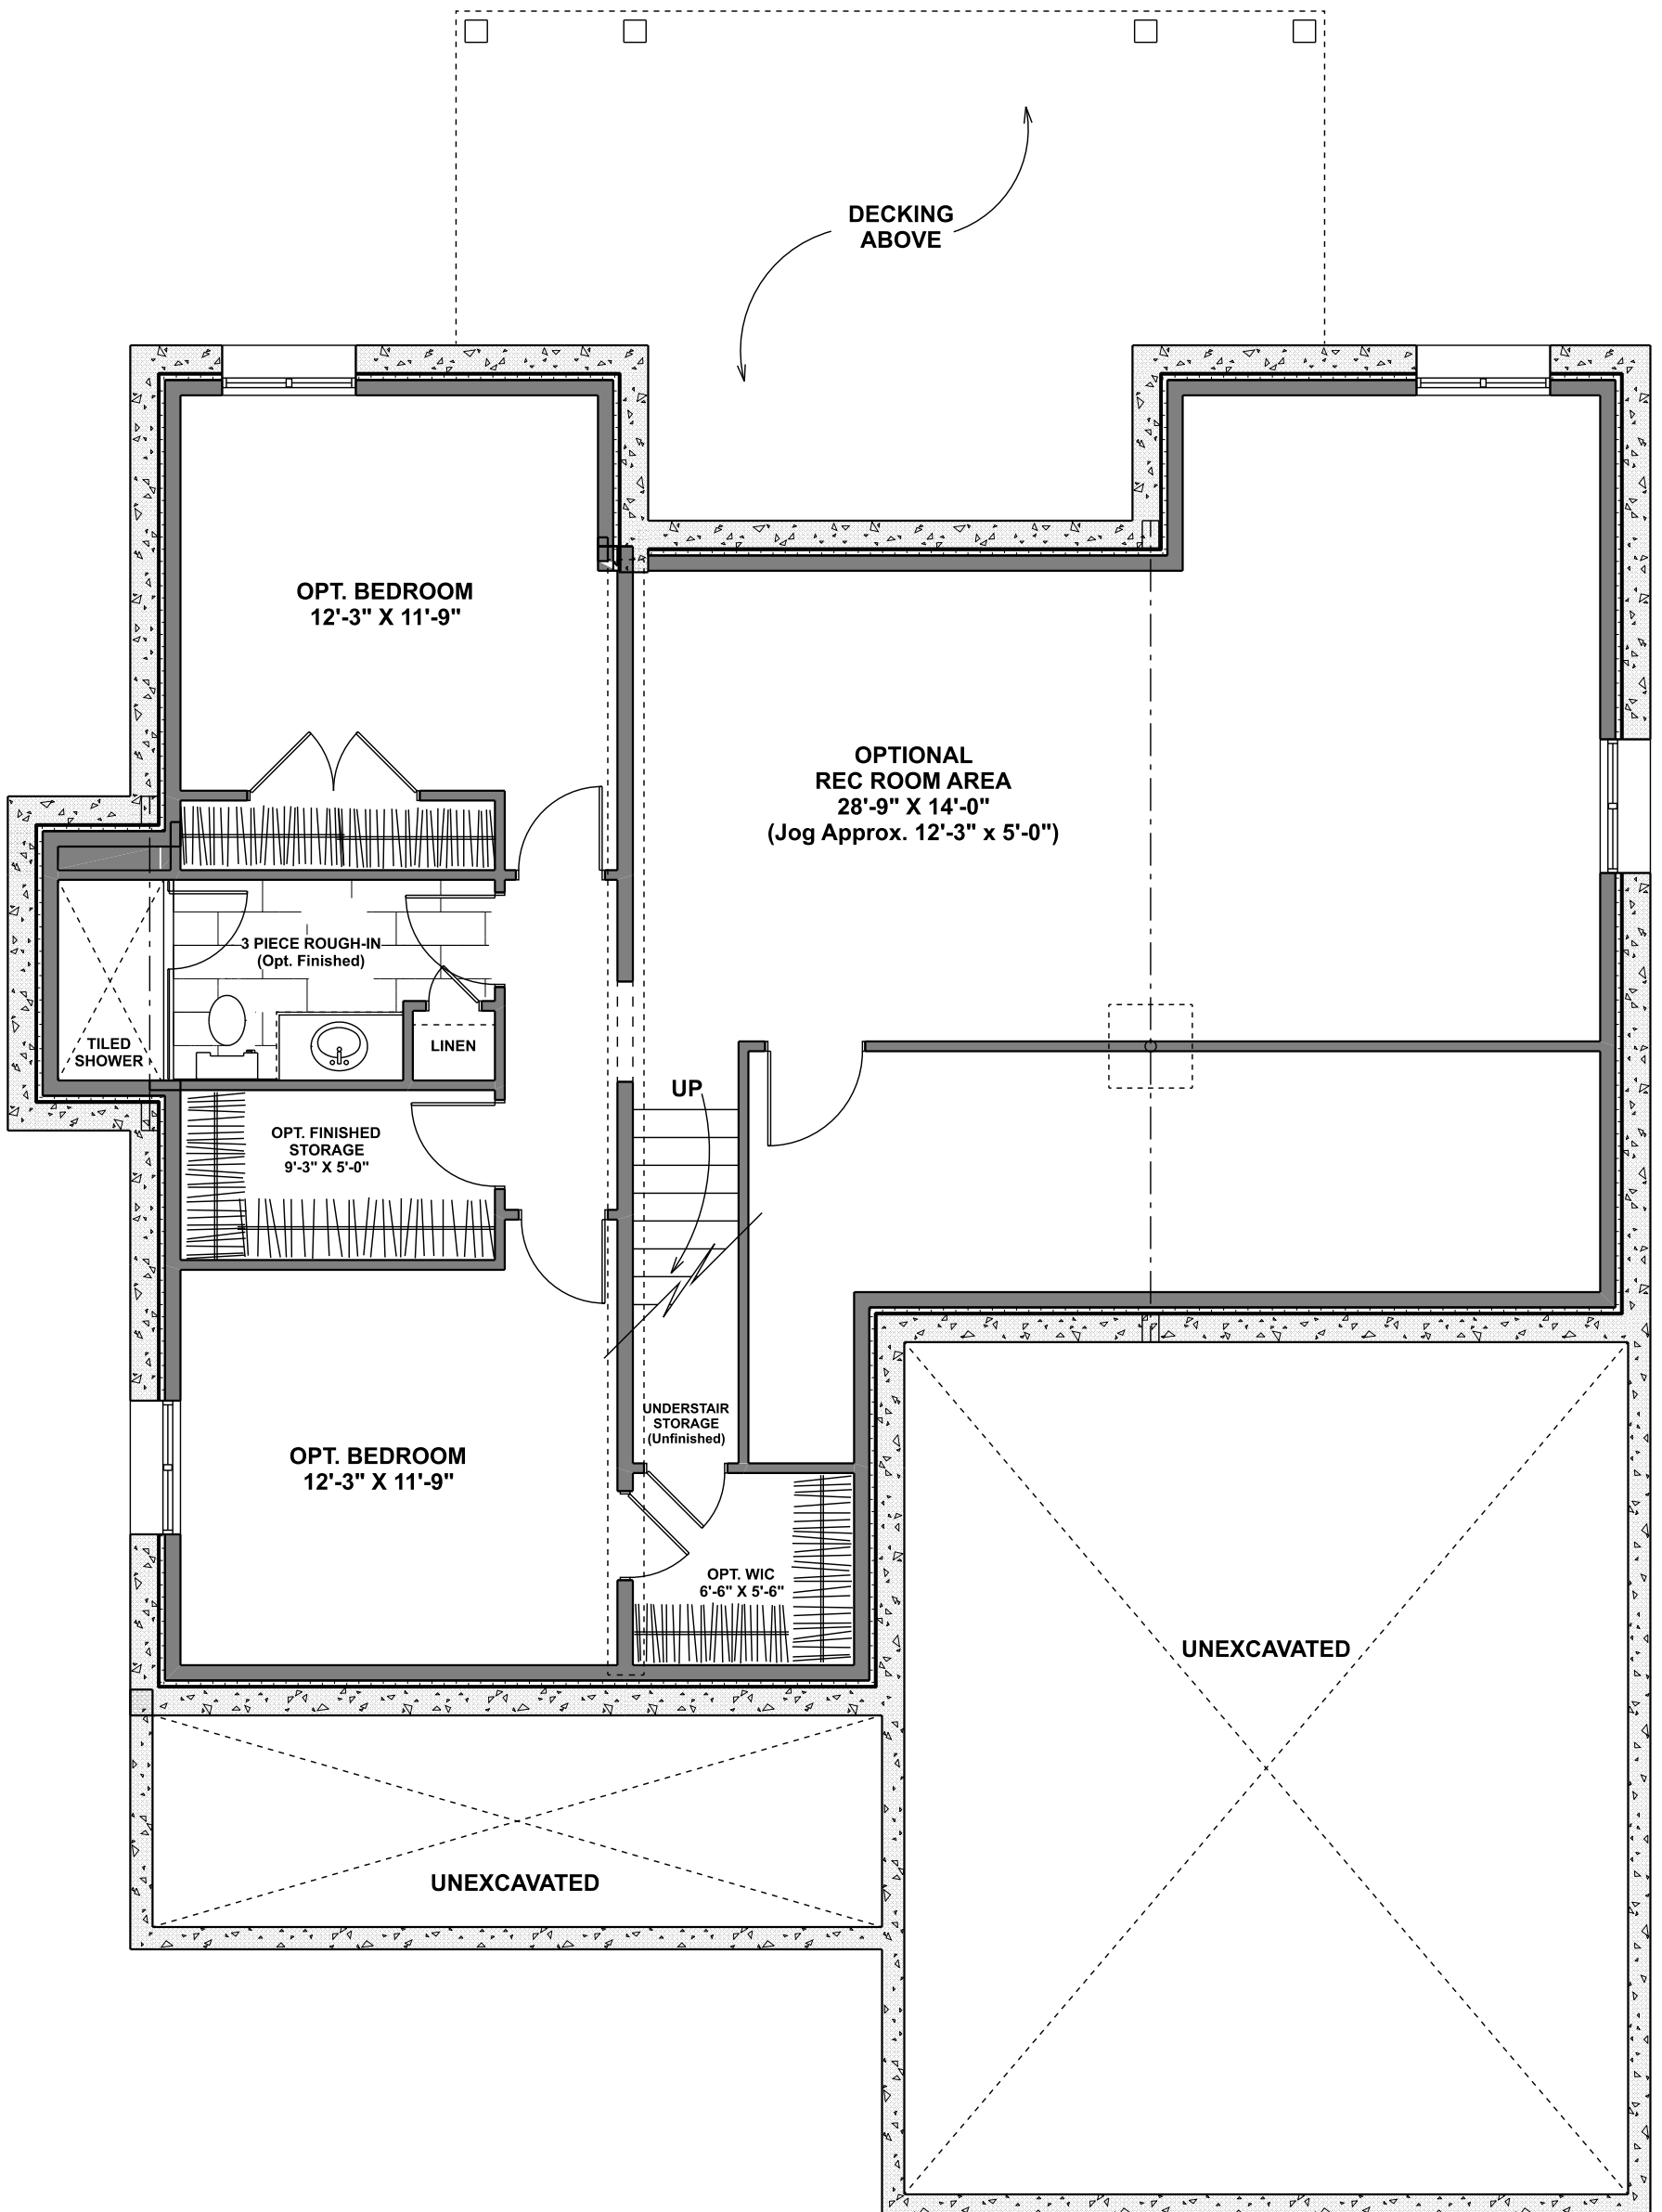 DECKING
ABOVE
OPT. BEDROOM
12'-3" X 11'-9"
OPTIONAL
REC ROOM AREA
28'-9" X 14'-0"
(Jog Approx. 12'-3" x 5'-0")
3 PIECE ROUGH-IN
(Opt. Finished)
TILED
SHOWER
LINEN
UP
OPT. FINISHED
STORAGE
9'-3" X 5'-0"
UNDERSTAIR
STORAGE
(Unfinished)
OPT. BEDROOM
12'-3" X 11'-9"
OPT. WIC
6'-6" X 5'-6"
UNEXCAVATED
UNEXCAVATED